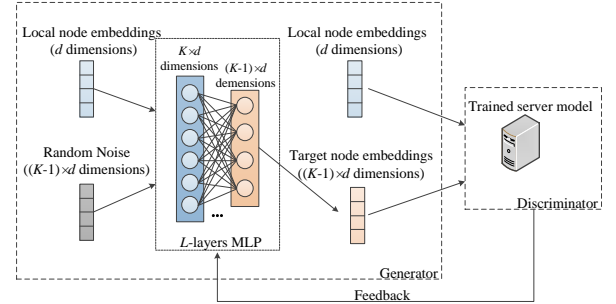 Local node embeddings
(d dimensions)
Random Noise
((K-1)×d dimensions)
K×d
dimensions
(K-1)×d
demensions
...
L-layers MLP
Local node embeddings
(d dimensions)
Target node embeddings
((K-1)×d dimensions)
Generator
Trained server model
Discriminator
Feedback